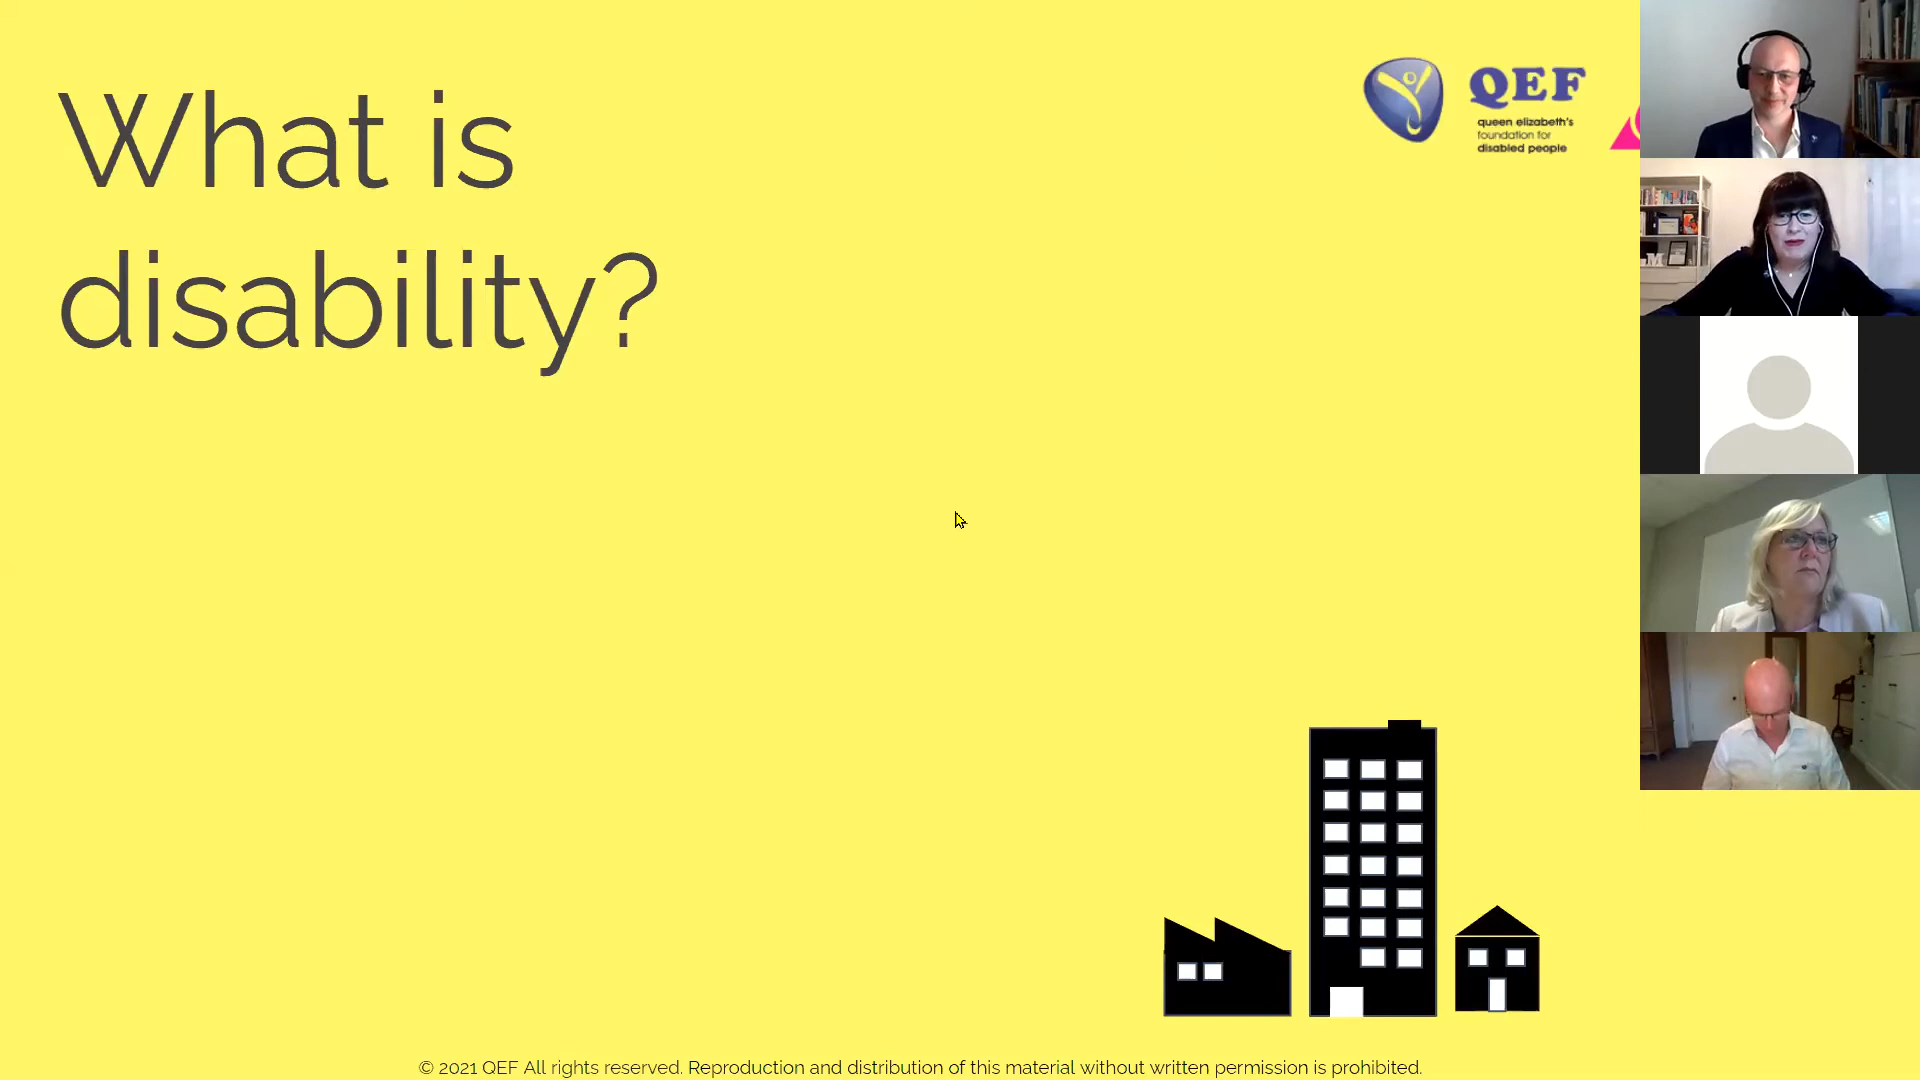 What is
disability?
QEF
queen elizabeth's
foundation for
disabled people
© 2021 QEF All rights reserved. Reproduction and distribution of this material without written permission is prohibited.